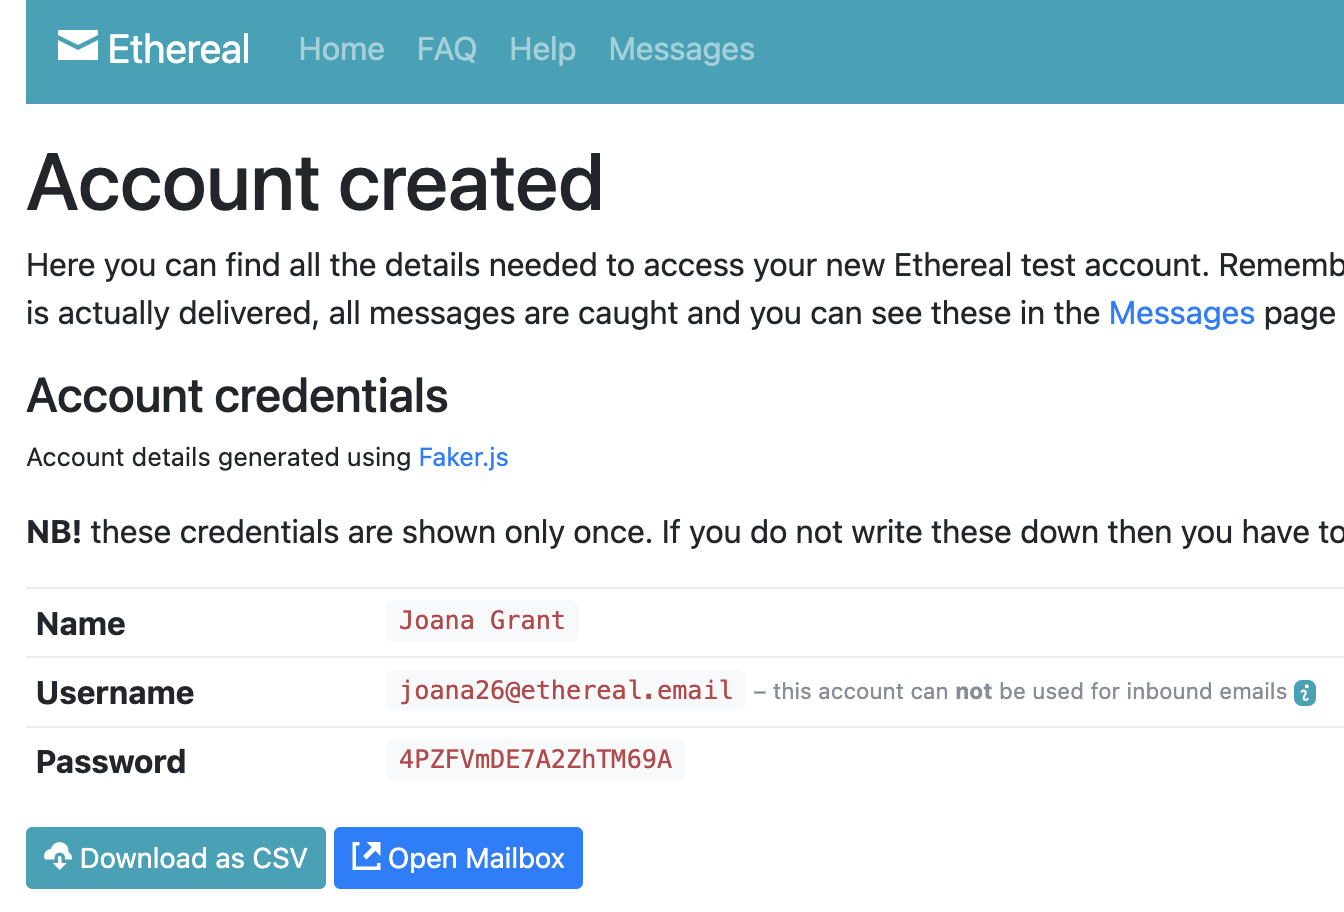 Ethereal Home FAQ Help Messages
Account created
Here you can find all the details needed to access your new Ethereal test account. Rememb
is actually delivered, all messages are caught and you can see these in the Messages page
Account credentials
Account details generated using Faker.js
NB! these credentials are shown only once. If you do not write these down then you have to
Name Joana Grant
Username joana26@ethereal.email – this account can not be used for inbound emails i
Password 4PZFVmDE7A2ZhTM69A
Download as CSV Open Mailbox